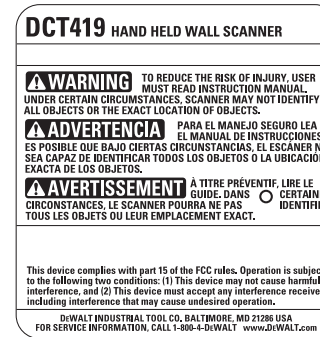 DCT419 HAND HELD WALL SCANNER
WARNING TO REDUCE THE RISK OF INJURY, USER
MUST READ INSTRUCTION MANUAL.
UNDER CERTAIN CIRCUMSTANCES, SCANNER MAY NOT IDENTIFY
ALL OBJECTS OR THE EXACT LOCATION OF OBJECTS.
ADVERTENCIA PARA EL MANEJO SEGURO LEA
EL MANUAL DE INSTRUCCIONES
ES POSIBLE QUE BAJO CIERTAS CIRCUNSTANCIAS, EL ESCÁNER N
SEA CAPAZ DE IDENTIFICAR TODOS LOS OBJETOS O LA UBICACIÓ
EXACTA DE LOS OBJETOS.
AVERTISSEMENT À TITRE PRÉVENTIF, LIRE LE
GUIDE. DANS CERTAIN
CIRCONSTANCES, LE SCANNER POURRA NE PAS IDENTIFI
TOUS LES OBJETS OU LEUR EMPLACEMENT EXACT.
This device complies with part 15 of the FCC rules. Operation is subjec
to the following two conditions: (1) This device may not cause harmful
interference, and (2) This device must accept any interference receive
including interference that may cause undesired operation.
DEWALT INDUSTRIAL TOOL CO. BALTIMORE, MD 21286 USA
FOR SERVICE INFORMATION, CALL 1-800-4-DEWALT www.DEWALT.com